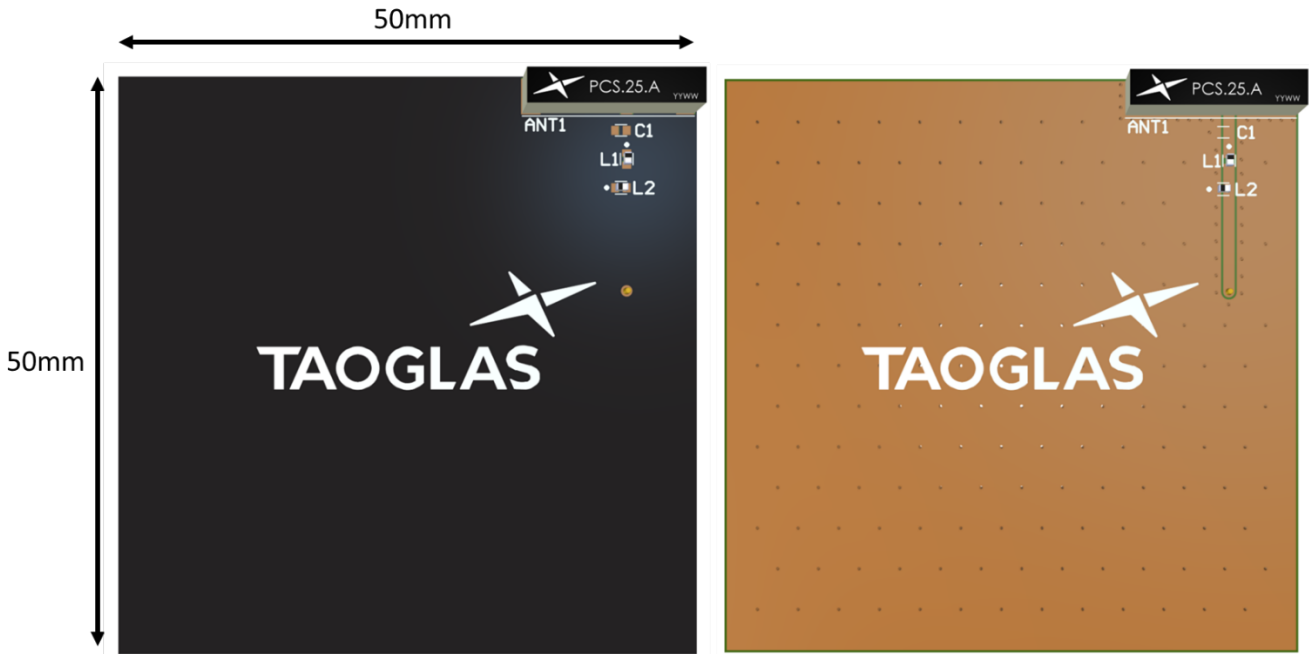 50mm
PCS.25.A
YYWW
ANT1
C1
L1
L2
50mm
TAOGLAS
PCS.25.A
YYWW
ANT1
C1
L1
L2
TAOGLAS